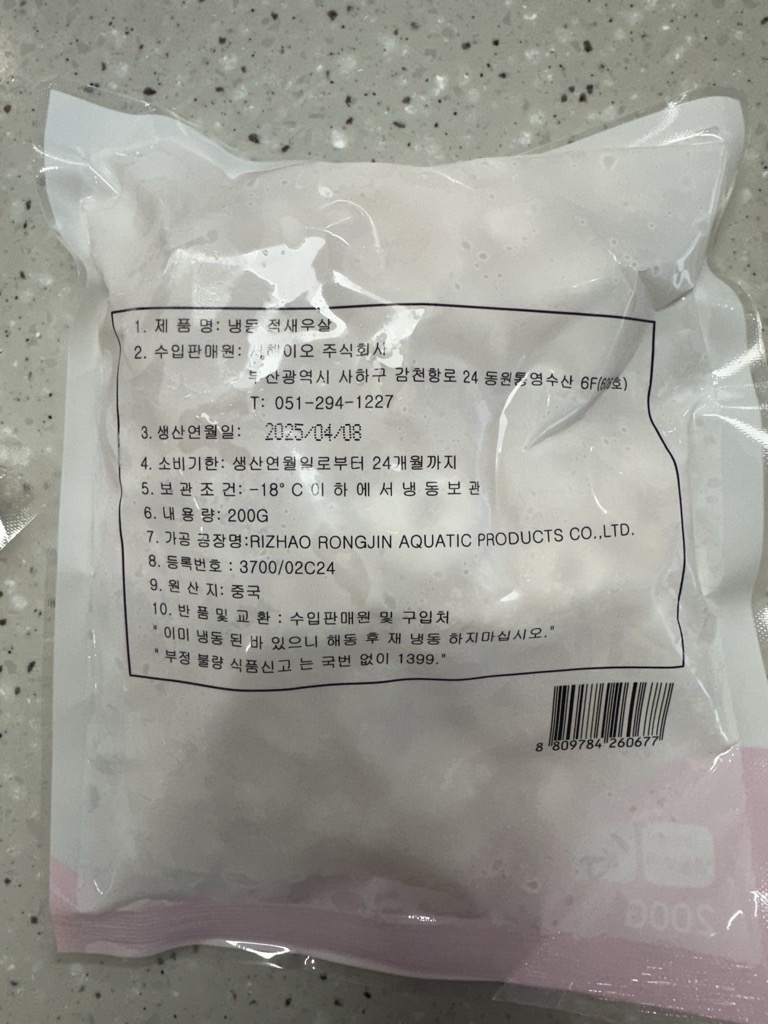 1. 제 품 명: 냉동 적새우살
2. 수입판매원: 주식회사
부산광역시 사하구 감천항로 24 동원통영수산 6F
T: 051-294-1227
3. 생산연월일: 2025/04/08
4. 소비기한: 생산연월일로부터 24개월까지
5. 보 관 조 건: -18° C 이 하 에 서 냉 동 보 관
6. 내 용 량: 200G
7. 가공 공장명:RIZHAO RONGJIN AQUATIC PRODUCTS CO.,LTD.
8. 등록번호 : 3700/02C24
9. 원 산 지: 중국
10. 반 품 및 교 환 : 수입판매원 및 구입처
" 이미 냉동 된 바 있으니 해동 후 재 냉동 하지마십시오."
" 부정 불량 식품신고 는 국번 없이 1399."
8 809784 260677
200G